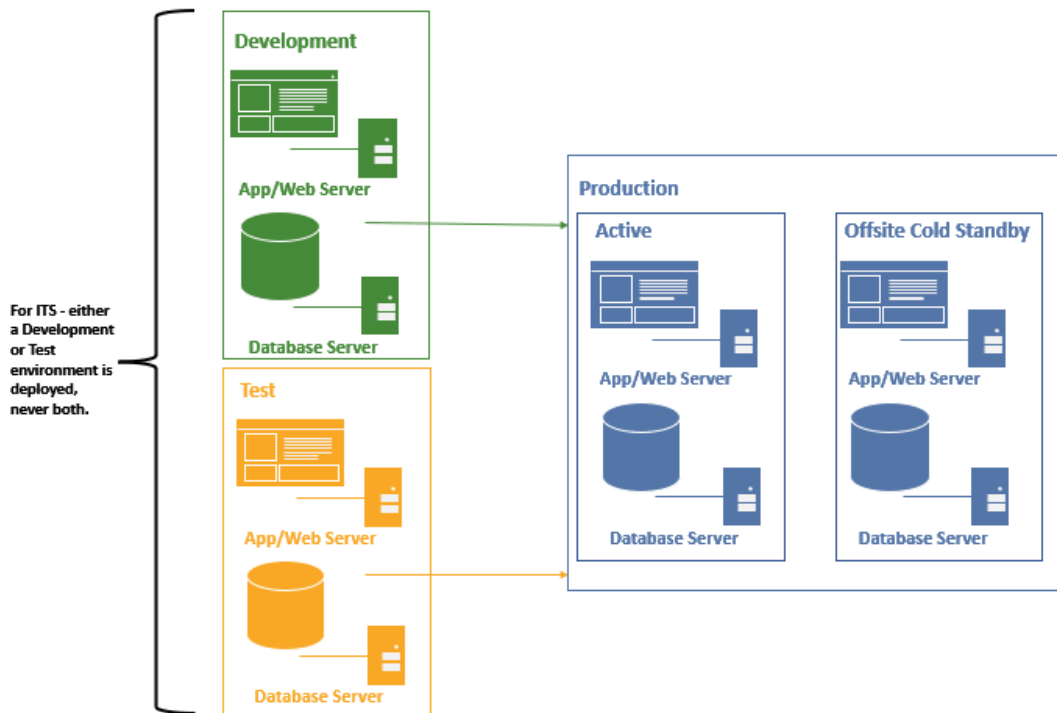 Development
App/Web Server
Database Server
For ITS - either
a Development
or Test
environment is
deployed,
never both.
Test
App/Web Server
Database Server
Production
Active
App/Web Server
Database Server
Offsite Cold Standby
App/Web Server
Database Server